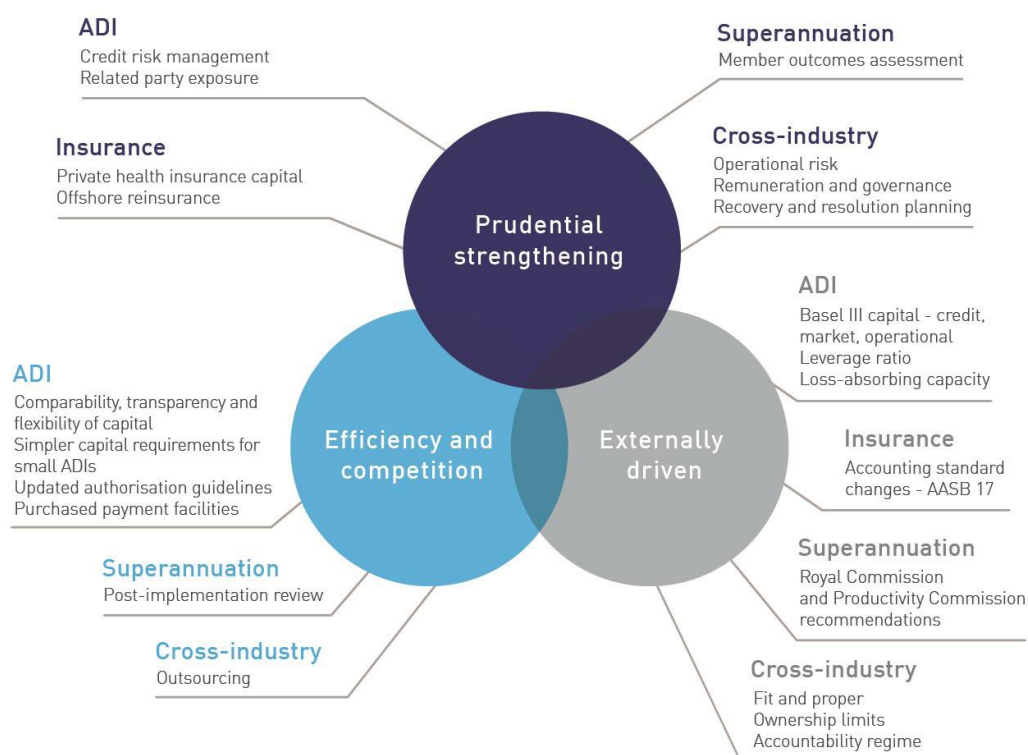 ADI
Credit risk management
Related party exposure
Superannuation
Member outcomes assessment
Insurance
Private health insurance capital
Offshore reinsurance
Cross-industry
Operational risk
Remuneration and governance
Recovery and resolution planning
Prudential
strengthening
ADI
Basel III capital - credit,
market, operational
Leverage ratio
Loss-absorbing capacity
ADI
Comparability, transparency and
flexibility of capital
Simpler capital requirements for
small ADIs
Updated authorisation guidelines
Purchased payment facilities
Efficiency and
competition
Externally
driven
Insurance
Accounting standard
changes - AASB 17
Superannuation
Post-implementation review
Superannuation
Royal Commission
and Productivity Commission
recommendations
Cross-industry
Outsourcing
Cross-industry
Fit and proper
Ownership limits
Accountability regime